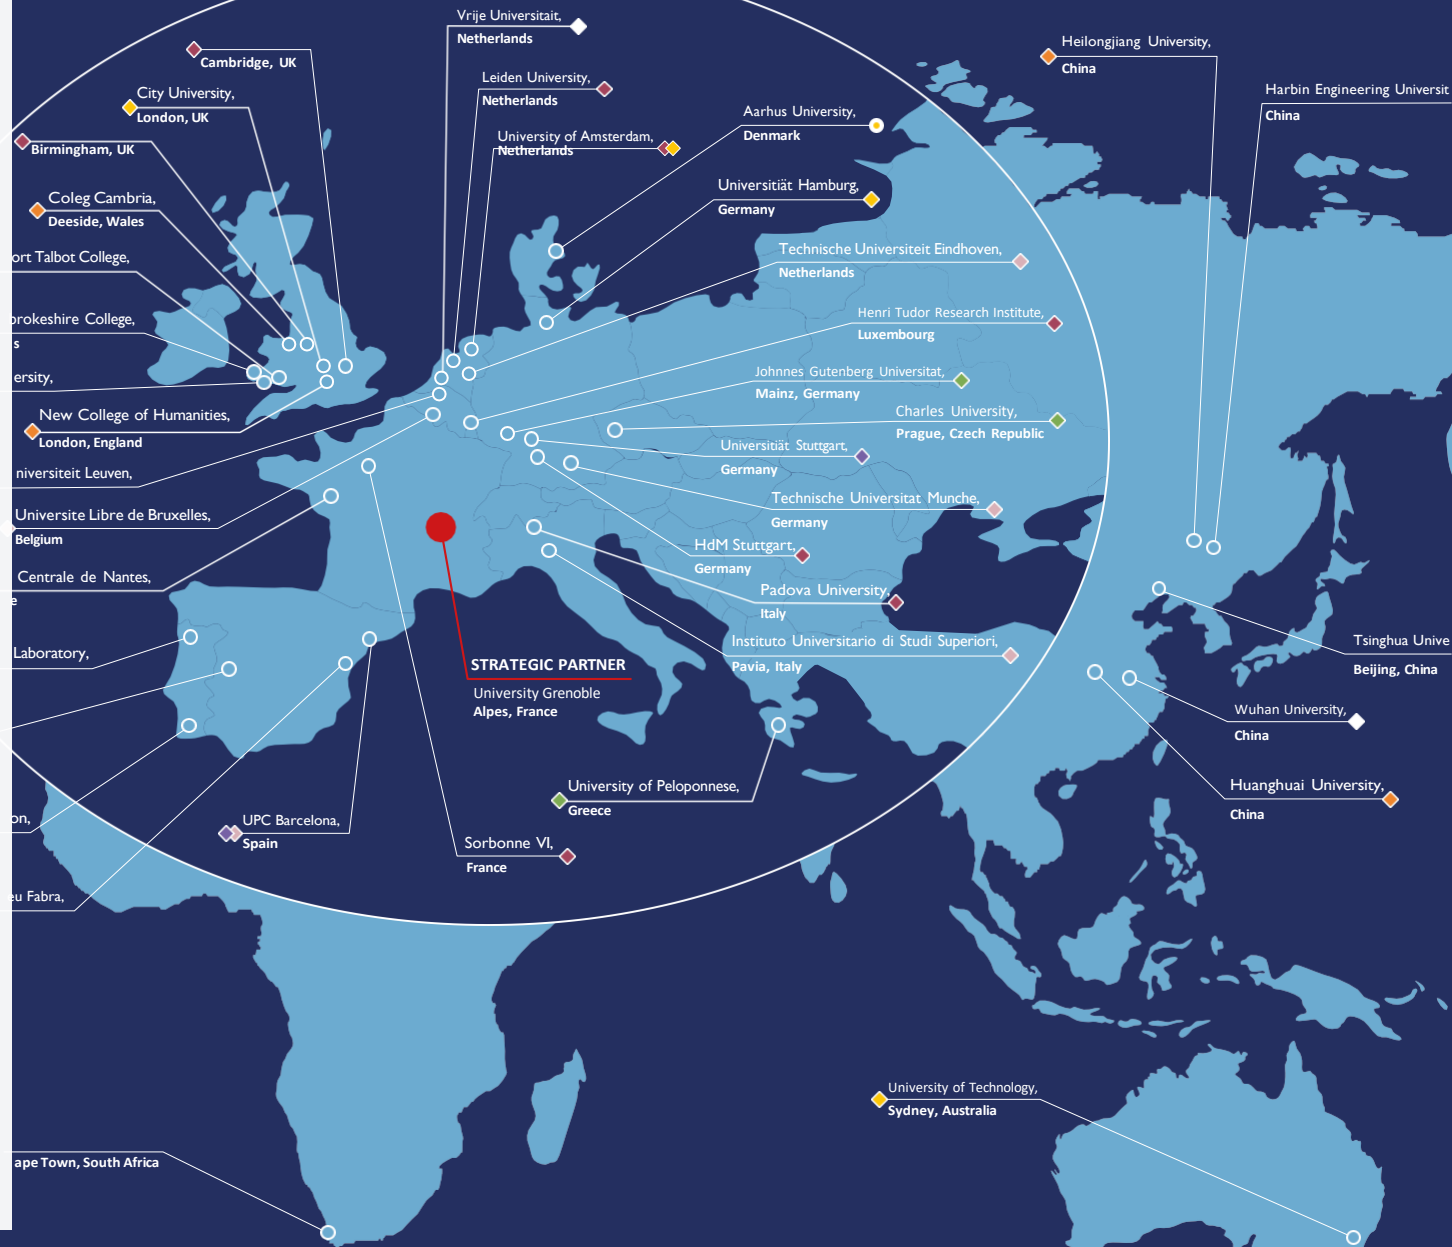 Vrije Universitait,
Netherlands
Cambridge, UK
Heilongjiang University,
China
Leiden University,
Netherlands
City University,
London, UK
Harbin Engineering Universit
China
Aarhus University,
Denmark
University of Amsterdam,
Netherlands
Birmingham, UK
Universitiät Hamburg,
Germany
Coleg Cambria,
Deeside, Wales
ort Talbot College,
Technische Universiteit Eindhoven,
Netherlands
Henri Tudor Research Institute,
Luxembourg
brokeshire College,
s
ersity,
Johnnes Gutenberg Universitat,
Mainz, Germany
New College of Humanities,
London, England
Charles University,
Prague, Czech Republic
Universitiät Stuttgart,
Germany
niversiteit Leuven,
Technische Universitat Munche,
Germany
Universite Libre de Bruxelles,
Belgium
HdM Stuttgart,
Germany
Centrale de Nantes,
e
Padova University,
Italy
Laboratory,
Instituto Universitario di Studi Superiori,
Pavia, Italy
Tsinghua Unive
Beijing, China
STRATEGIC PARTNER
University Grenoble
Alpes, France
Wuhan University,
China
University of Peloponnese,
Greece
Huanghuai University,
China
on,
UPC Barcelona,
Spain
Sorbonne VI,
France
eu Fabra,
University of Technology,
Sydney, Australia
ape Town, South Africa